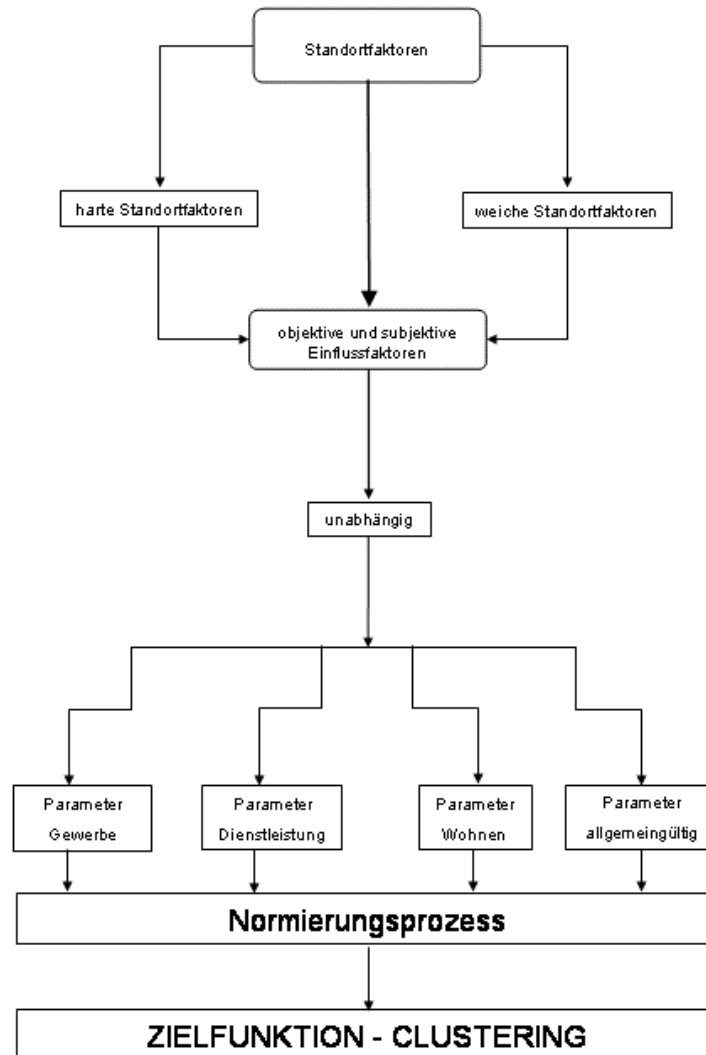 Standortfaktoren
harte Standortfaktoren
weiche Standortfaktoren
objektive und subjektive
Einflussfaktoren
unabhängig
Parameter
Gewerbe
Parameter
Dienstleistung
Parameter
Wohnen
Parameter
allgemeingültig
Normierungsprozess
ZIELFUNKTION - CLUSTERING